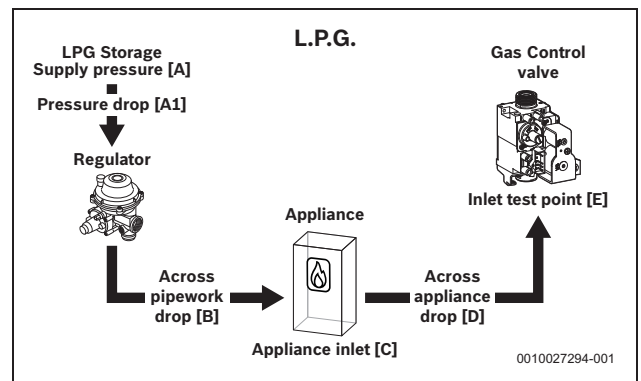 L.P.G.
LPG Storage
Supply pressure [A]
Pressure drop [A1]
Regulator
Across
pipework
drop [B]
Appliance
Appliance inlet [C]
Across
appliance
drop [D]
Gas Control
valve
Inlet test point [E]
0010027294-001